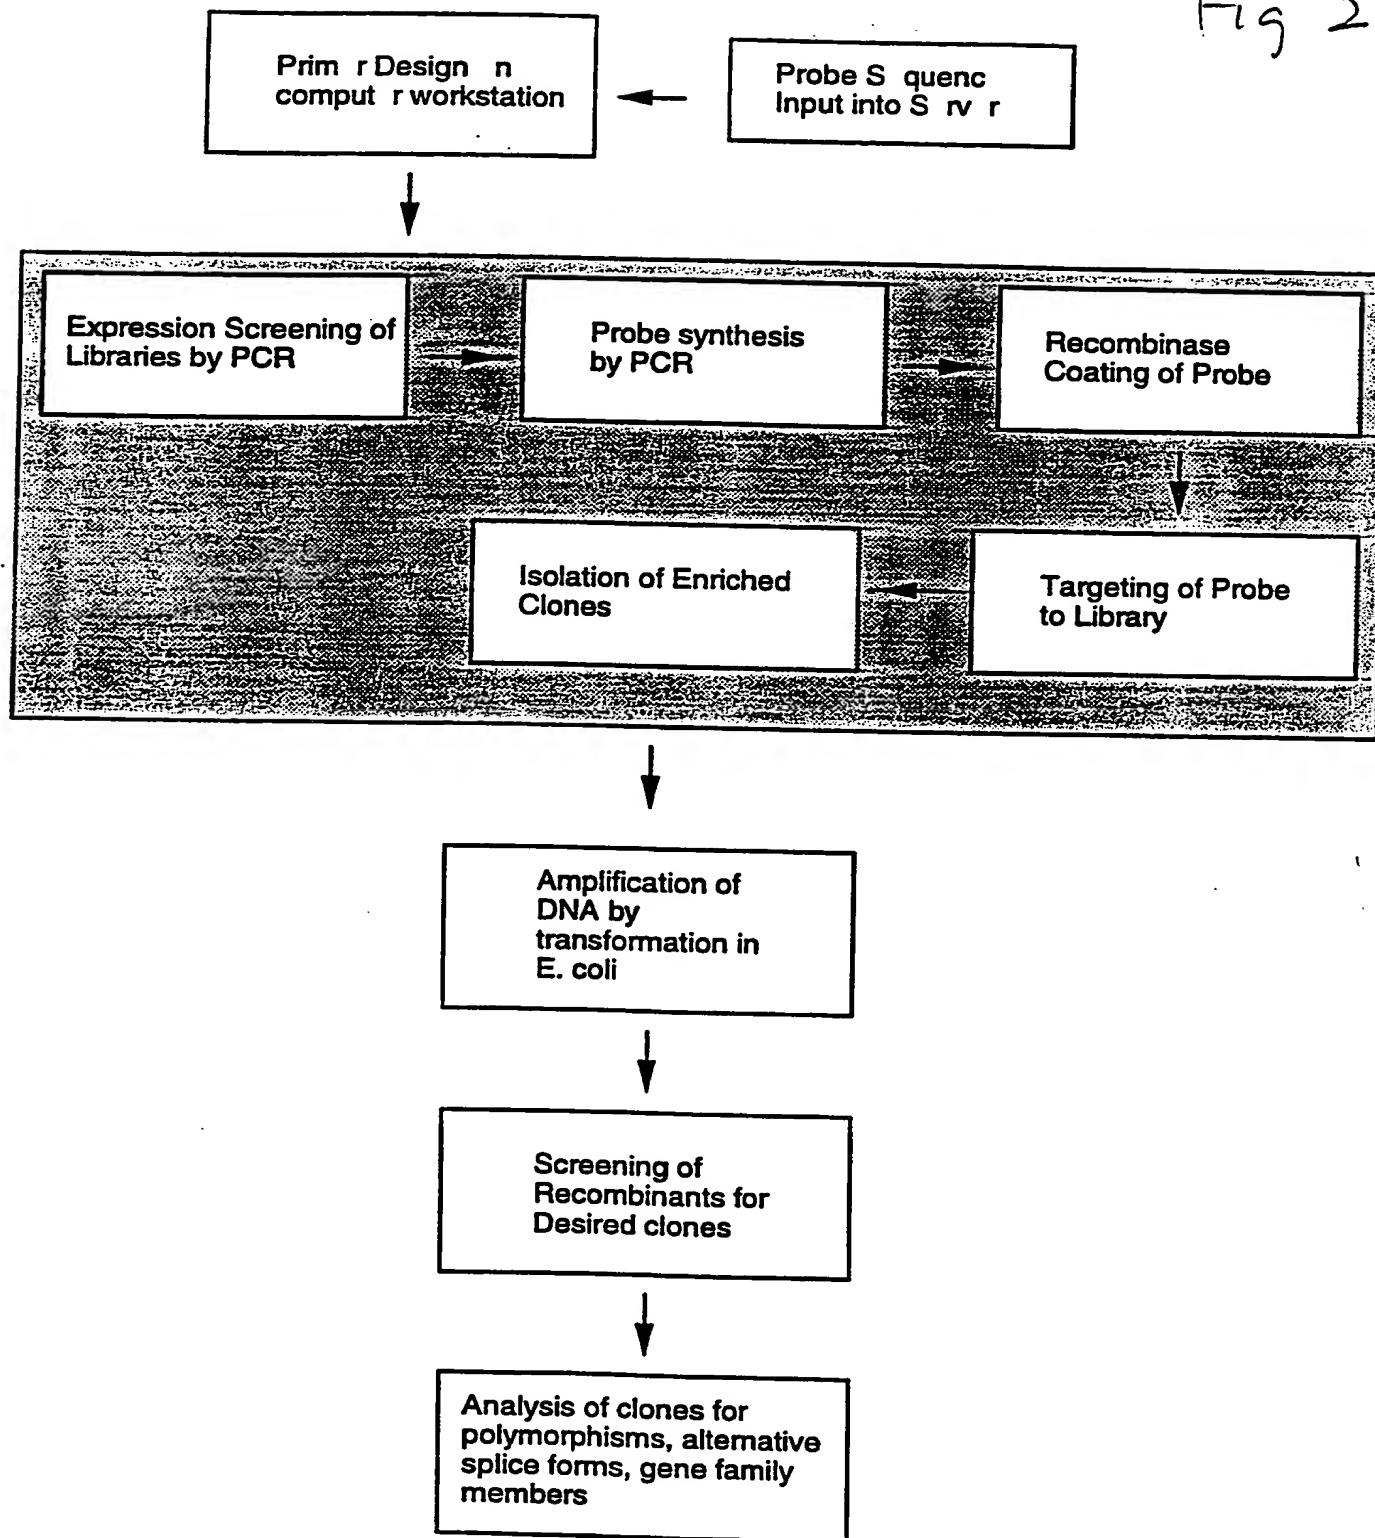 Fig 2
Prim r Design n
comput r workstation
Probe S quenc
Input into S rv r
Expression Screening of
Libraries by PCR
Probe synthesis
by PCR
Recombinase
Coating of Probe
Isolation of Enriched
Clones
Targeting of Probe
to Library
Amplification of
DNA by
transformation in
E. coli
Screening of
Recombinants for
Desired clones
Analysis of clones for
polymorphisms, alternative
splice forms, gene family
members